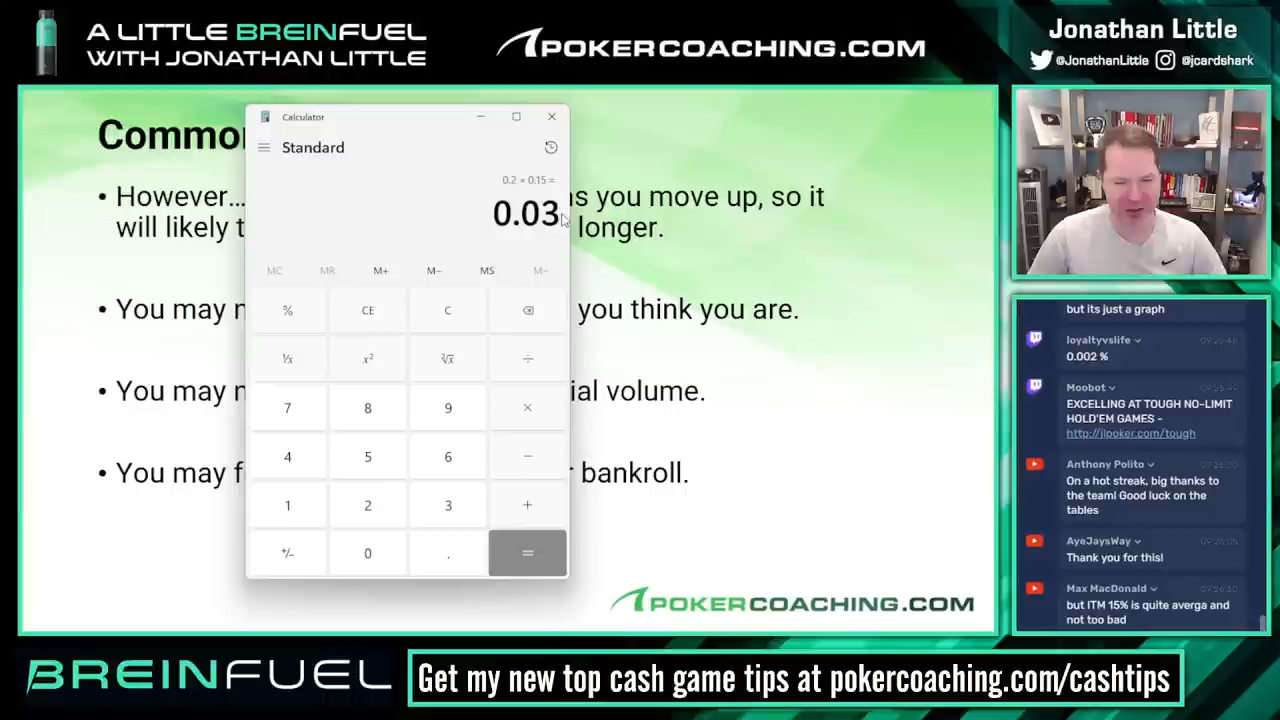 A LITTLE BREINFUEL
WITH JONATHAN LITTLE
POKERCOACHING.COM
Jonathan Little
@JonathanLittle @jcardshark
Commo
• However…
as you move up, so it
will likely t
longer.
• You may n
you think you are.
• You may n
ial volume.
• You may f
bankroll.
Calculator
Standard
0.2 × 0.15 =
0.03
MC MR M+ M− MS M˅
% CE C ⌫
¹/x x² ²√x ÷
7 8 9 ×
4 5 6 −
1 2 3 +
+/− 0 . =
POKERCOACHING.COM
but its just a graph
loyaltyvslife 09:25:48
0.002 %
Moobot
EXCELLING AT TOUGH NO-LIMIT
HOLD'EM GAMES -
http://jlpoker.com/tough
Anthony Polito
On a hot streak, big thanks to
the team! Good luck on the
tables
AyeJaysWay
Thank you for this!
Max MacDonald
but ITM 15% is quite averga and
not too bad
BREINFUEL
Get my new top cash game tips at pokercoaching.com/cashtips